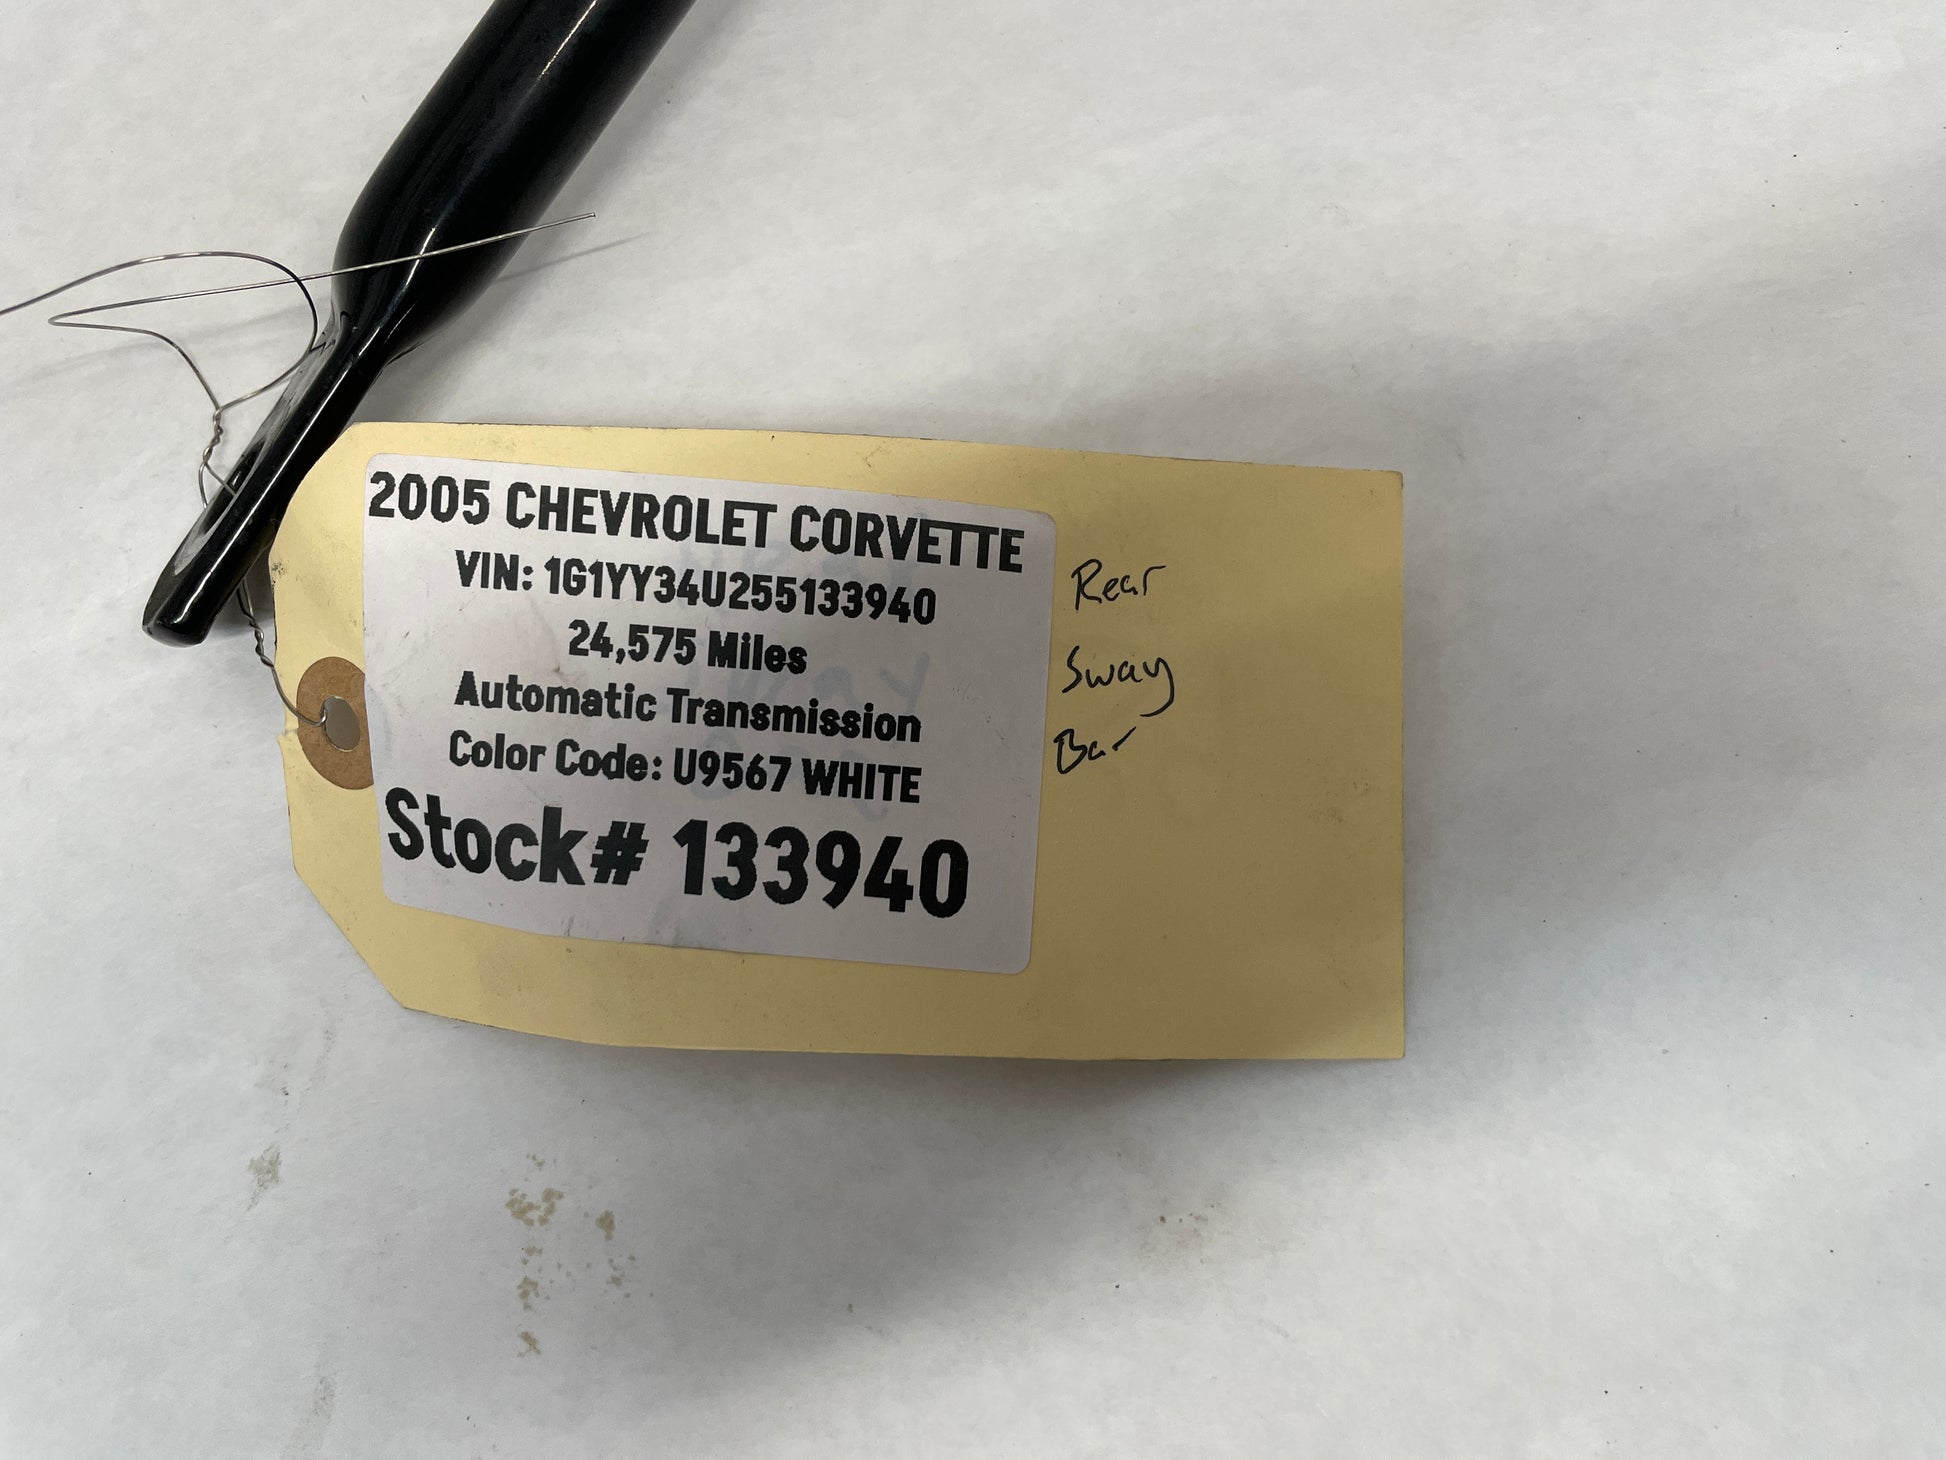 2005 CHEVROLET CORVETTE
VIN: 1G1YY34U255133940
24,575 Miles
Automatic Transmission
Color Code: U9567 WHITE
Stock# 133940
Rear
Sway
Bar